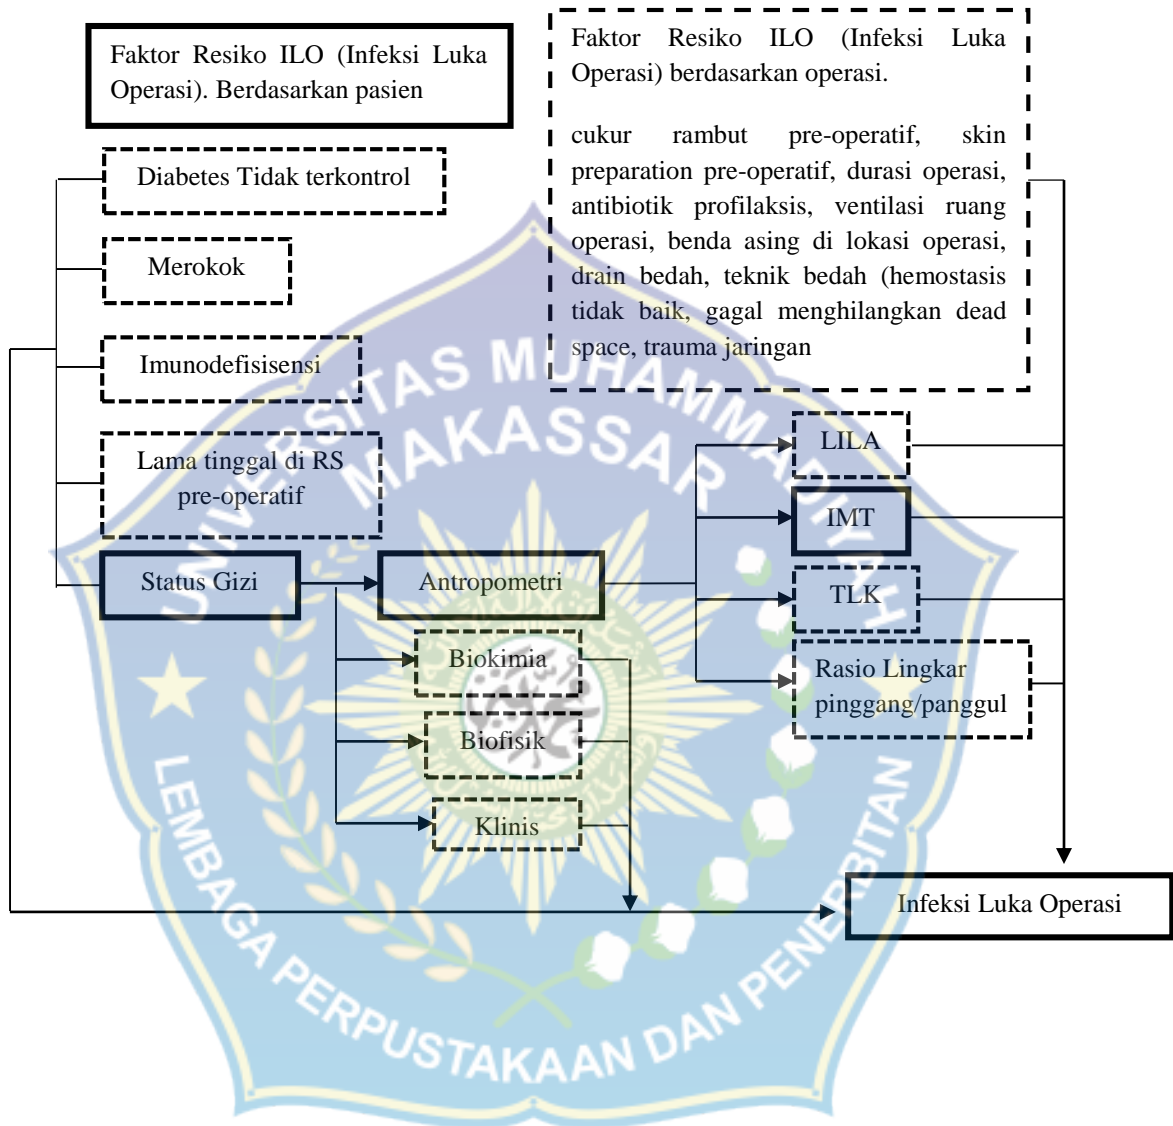 Faktor Resiko ILO (Infeksi Luka
Operasi). Berdasarkan pasien
Faktor Resiko ILO (Infeksi Luka
Operasi) berdasarkan operasi.
cukur rambut pre-operatif, skin
preparation pre-operatif, durasi operasi,
antibiotik profilaksis, ventilasi ruang
operasi, benda asing di lokasi operasi,
drain bedah, teknik bedah (hemostasis
tidak baik, gagal menghilangkan dead
space, trauma jaringan
Diabetes Tidak terkontrol
Merokok
Imunodefisisensi
Lama tinggal di RS
pre-operatif
Status Gizi
Antropometri
Biokimia
Biofisik
Klinis
LILA
IMT
TLK
Rasio Lingkar
pinggang/panggul
Infeksi Luka Operasi
UNIVERSITAS MUHAMMADIYAH
MAKASSAR
LEMBAGA PERPUSTAKAAN DAN PENERBITAN